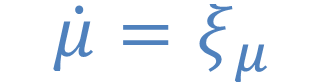 μ̇ = ξ_μ